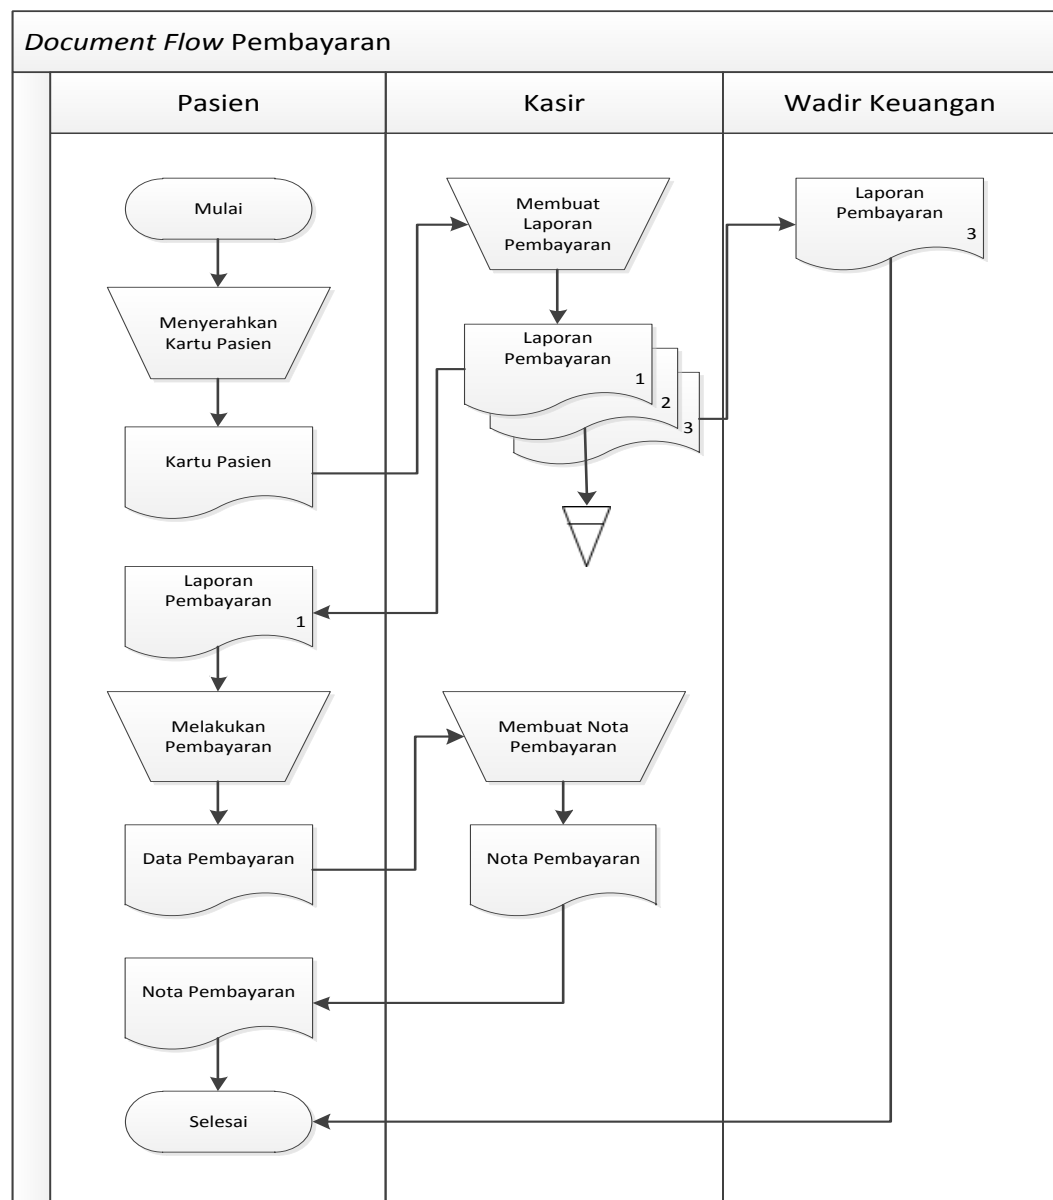 Document Flow Pembayaran
Pasien
Kasir
Wadir Keuangan
Mulai
Menyerahkan
Kartu Pasien
Kartu Pasien
Laporan
Pembayaran
1
Melakukan
Pembayaran
Data Pembayaran
Nota Pembayaran
Selesai
Membuat
Laporan
Pembayaran
Laporan
Pembayaran
1
2
3
Membuat Nota
Pembayaran
Nota Pembayaran
Laporan
Pembayaran
3